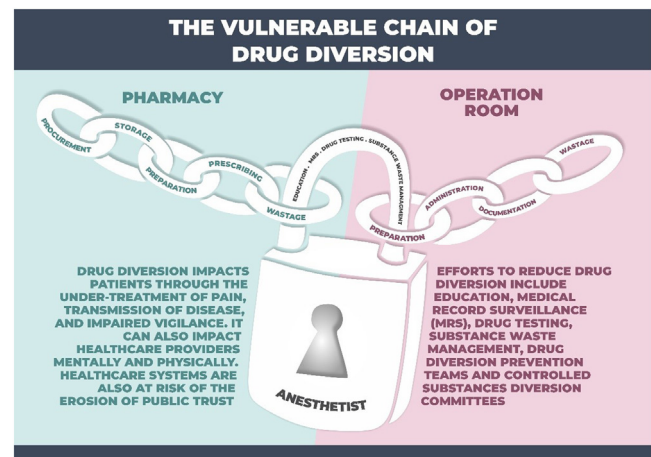 THE VULNERABLE CHAIN OF
DRUG DIVERSION
PHARMACY
OPERATION
ROOM
PROCUREMENT
STORAGE
PREPARATION
PRESCRIBING
WASTAGE
EDUCATION . MRS . DRUG TESTING . SUBSTANCE WASTE MANAGMENT
PREPARATION
ADMINISTRATION
DOCUMENTATION
WASTAGE
DRUG DIVERSION IMPACTS
PATIENTS THROUGH THE
UNDER-TREATMENT OF PAIN,
TRANSMISSION OF DISEASE,
AND IMPAIRED VIGILANCE. IT
CAN ALSO IMPACT
HEALTHCARE PROVIDERS
MENTALLY AND PHYSICALLY.
HEALTHCARE SYSTEMS ARE
ALSO AT RISK OF THE
EROSION OF PUBLIC TRUST
EFFORTS TO REDUCE DRUG
DIVERSION INCLUDE
EDUCATION, MEDICAL
RECORD SURVEILLANCE
(MRS), DRUG TESTING,
SUBSTANCE WASTE
MANAGEMENT, DRUG
DIVERSION PREVENTION
TEAMS AND CONTROLLED
SUBSTANCES DIVERSION
COMMITTEES
ANESTHETIST